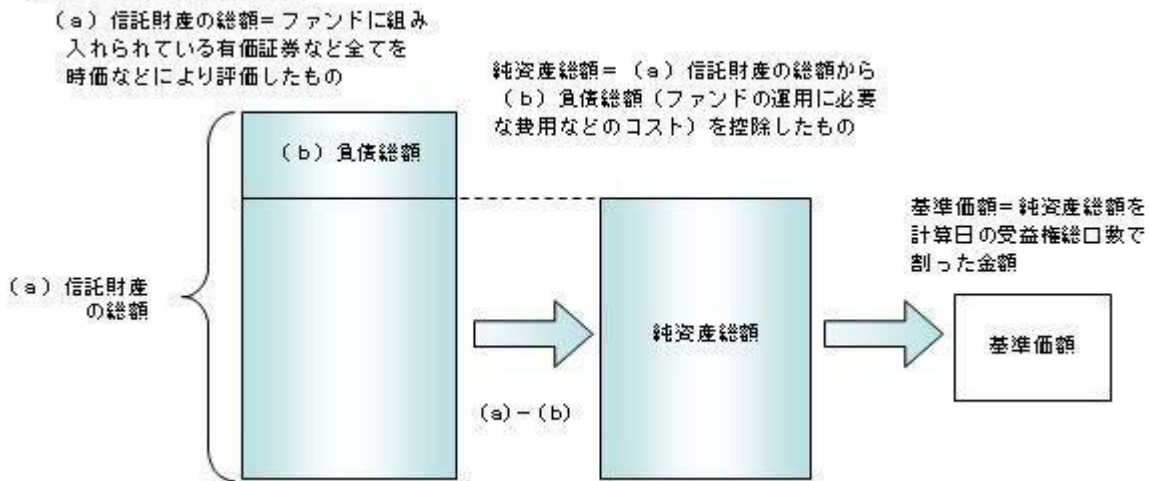 （a）信託財産の総額＝ファンドに組み
入れられている有価証券など全てを
時価などにより評価したもの
純資産総額＝（a）信託財産の総額から
（b）負債総額（ファンドの運用に必要
な費用などのコスト）を控除したもの
（b）負債総額
基準価額＝純資産総額を
計算日の受益権総口数で
割った金額
（a）信託財産
の総額
純資産総額
基準価額
（a）－（b）